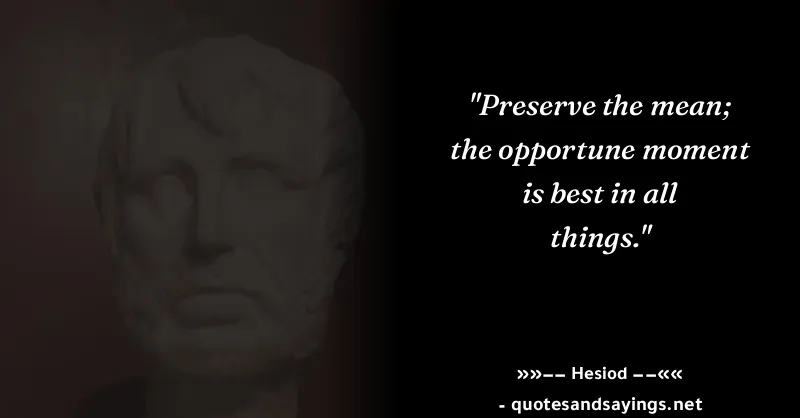 "Preserve the mean;
the opportune moment
is best in all
things."
»»−− Hesiod −−««
- quotesandsayings.net